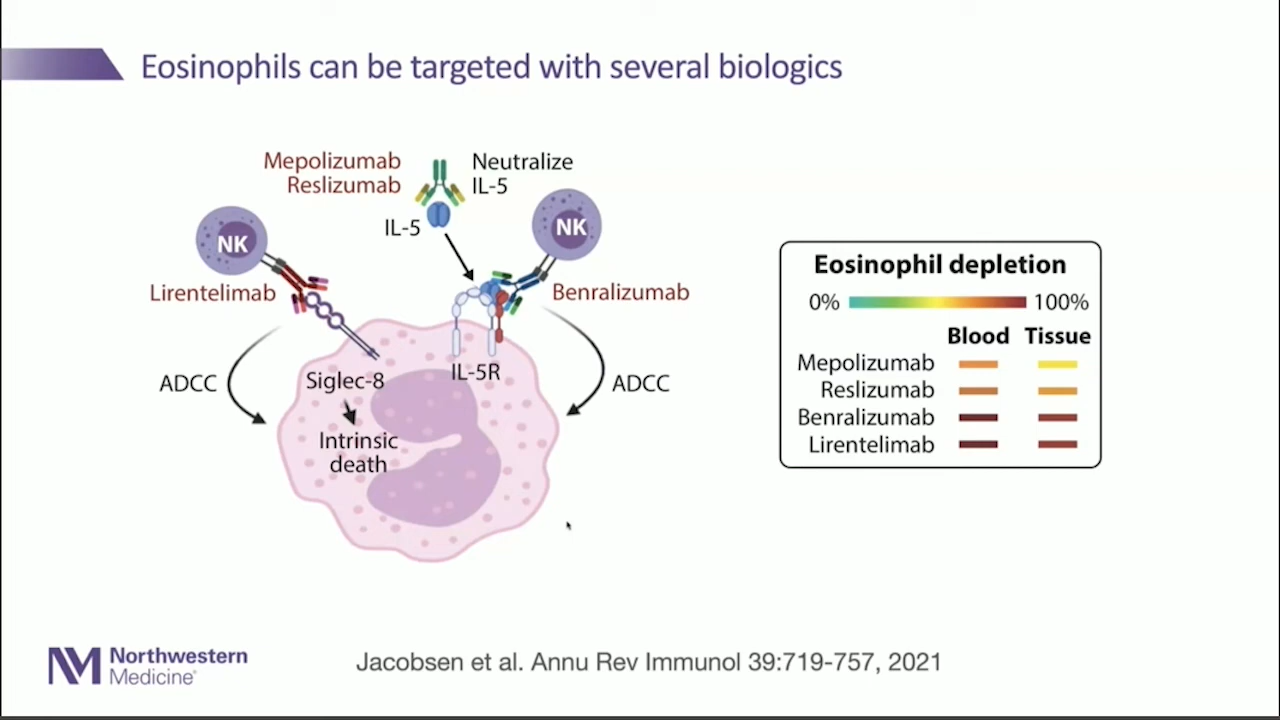 Eosinophils can be targeted with several biologics
Mepolizumab
Reslizumab
Neutralize
IL-5
IL-5
NK
NK
Lirentelimab
Benralizumab
ADCC
Siglec-8
IL-5R
ADCC
Intrinsic
death
Eosinophil depletion
0% 100%
Blood Tissue
Mepolizumab
Reslizumab
Benralizumab
Lirentelimab
NM Northwestern
Medicine®
Jacobsen et al. Annu Rev Immunol 39:719-757, 2021